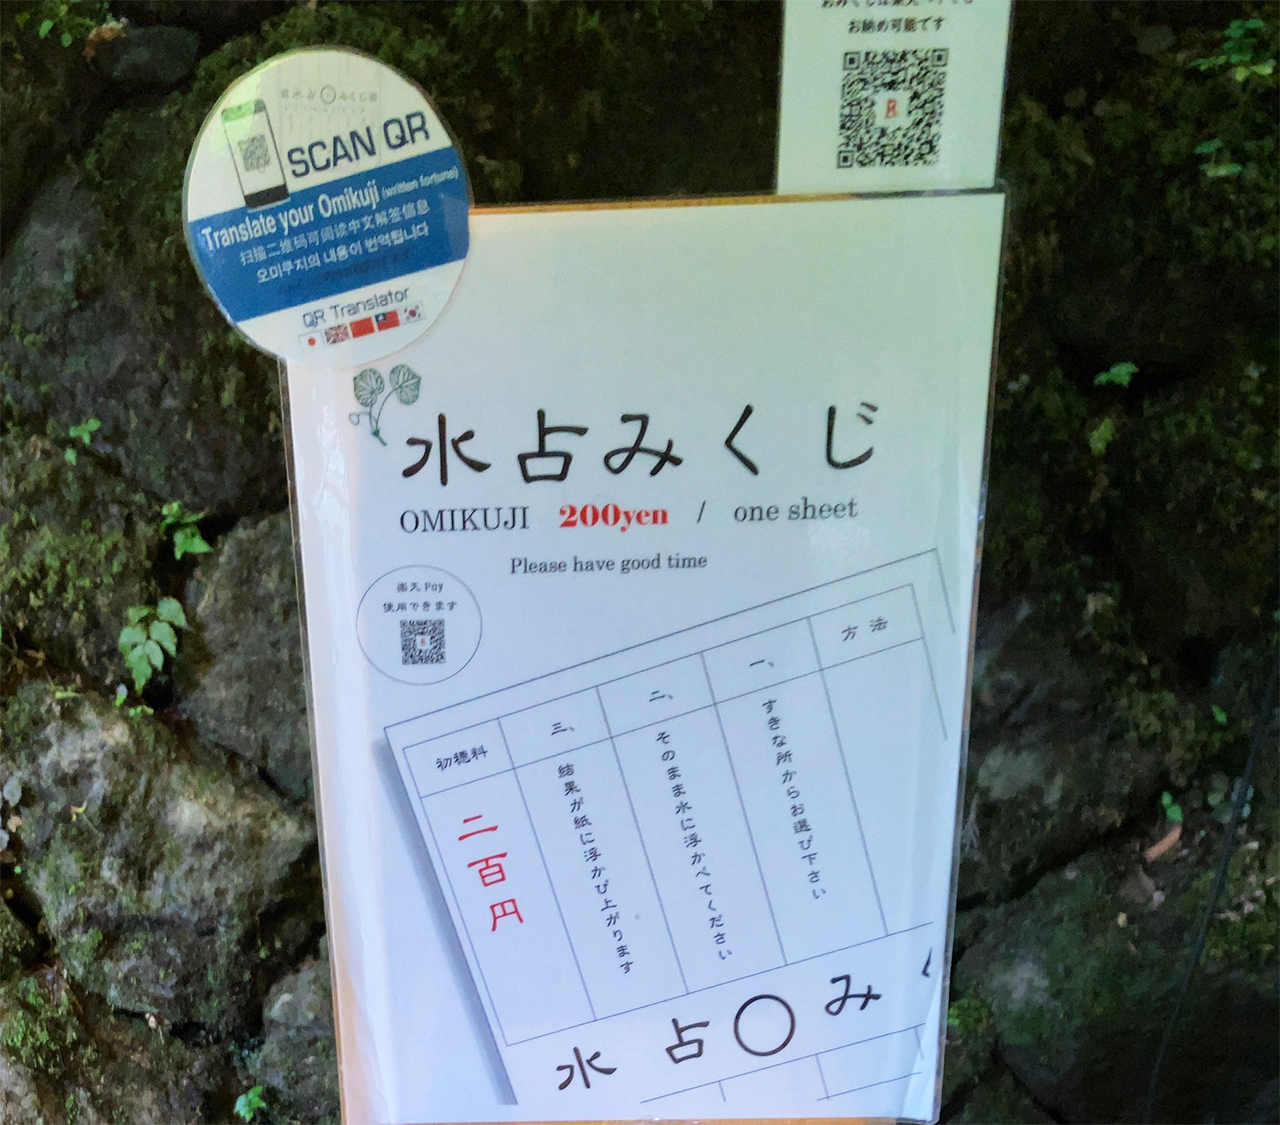 お納め可能です
SCAN QR
Translate your Omikuji (written fortune)
扫描二维码可阅读中文解签信息
오미쿠지의 내용이 번역됩니다
QR Translator
水占みくじ
OMIKUJI 200yen / one sheet
Please have good time
楽天 Pay
使用できます
方法
一、すきな所からお選び下さい
二、そのまま水に浮かべてください
三、結果が紙に浮かび上がります
初穂料
二百円
水占〇みく